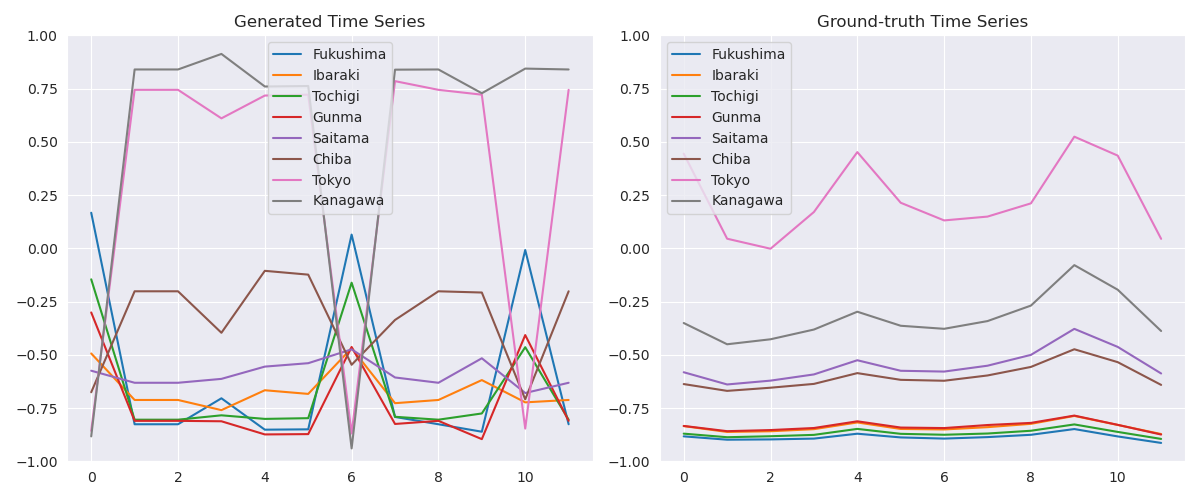 Generated Time Series
1.00
0.75
0.50
0.25
0.00
−0.25
−0.50
−0.75
−1.00
0
2
4
6
8
10
Fukushima
Ibaraki
Tochigi
Gunma
Saitama
Chiba
Tokyo
Kanagawa
Ground-truth Time Series
1.00
0.75
0.50
0.25
0.00
−0.25
−0.50
−0.75
−1.00
0
2
4
6
8
10
Fukushima
Ibaraki
Tochigi
Gunma
Saitama
Chiba
Tokyo
Kanagawa